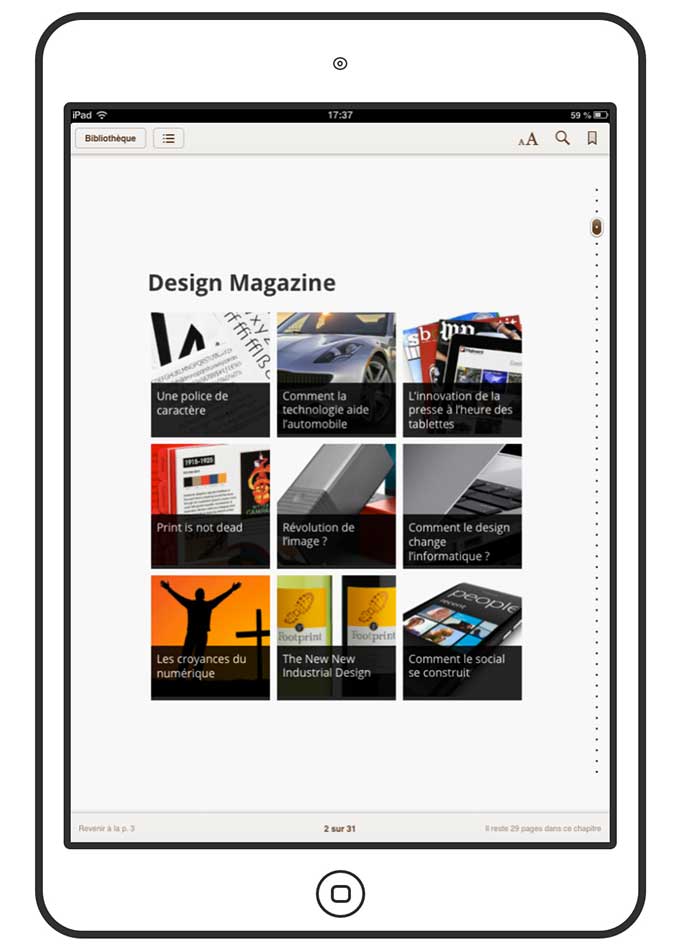 iPad 17:37 59 %
Bibliothèque AA
Design Magazine
Une police de
caractère
Comment la
technologie aide
l'automobile
L'innovation de la
presse à l'heure des
tablettes
1918-1925
Print is not dead
Révolution de
l'image ?
Comment le design
change
l'informatique ?
Les croyances du
numérique
Footprint Footprint
The New New
Industrial Design
people
recent
Comment le social
se construit
Revenir à la p. 3 2 sur 31 Il reste 29 pages dans ce chapitre